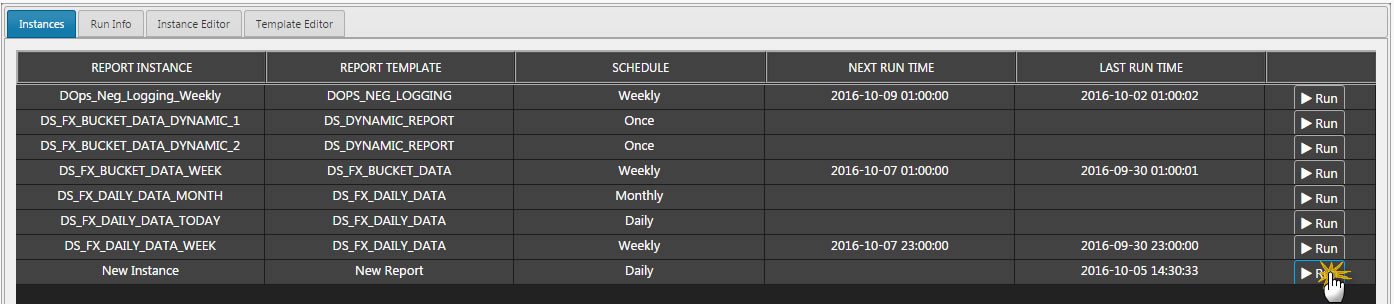 Instances Run Info Instance Editor Template Editor
REPORT INSTANCE REPORT TEMPLATE SCHEDULE NEXT RUN TIME LAST RUN TIME
DOps_Neg_Logging_Weekly DOPS_NEG_LOGGING Weekly 2016-10-09 01:00:00 2016-10-02 01:00:02 Run
DS_FX_BUCKET_DATA_DYNAMIC_1 DS_DYNAMIC_REPORT Once Run
DS_FX_BUCKET_DATA_DYNAMIC_2 DS_DYNAMIC_REPORT Once Run
DS_FX_BUCKET_DATA_WEEK DS_FX_BUCKET_DATA Weekly 2016-10-07 01:00:00 2016-09-30 01:00:01 Run
DS_FX_DAILY_DATA_MONTH DS_FX_DAILY_DATA Monthly Run
DS_FX_DAILY_DATA_TODAY DS_FX_DAILY_DATA Daily Run
DS_FX_DAILY_DATA_WEEK DS_FX_DAILY_DATA Weekly 2016-10-07 23:00:00 2016-09-30 23:00:00 Run
New Instance New Report Daily 2016-10-05 14:30:33